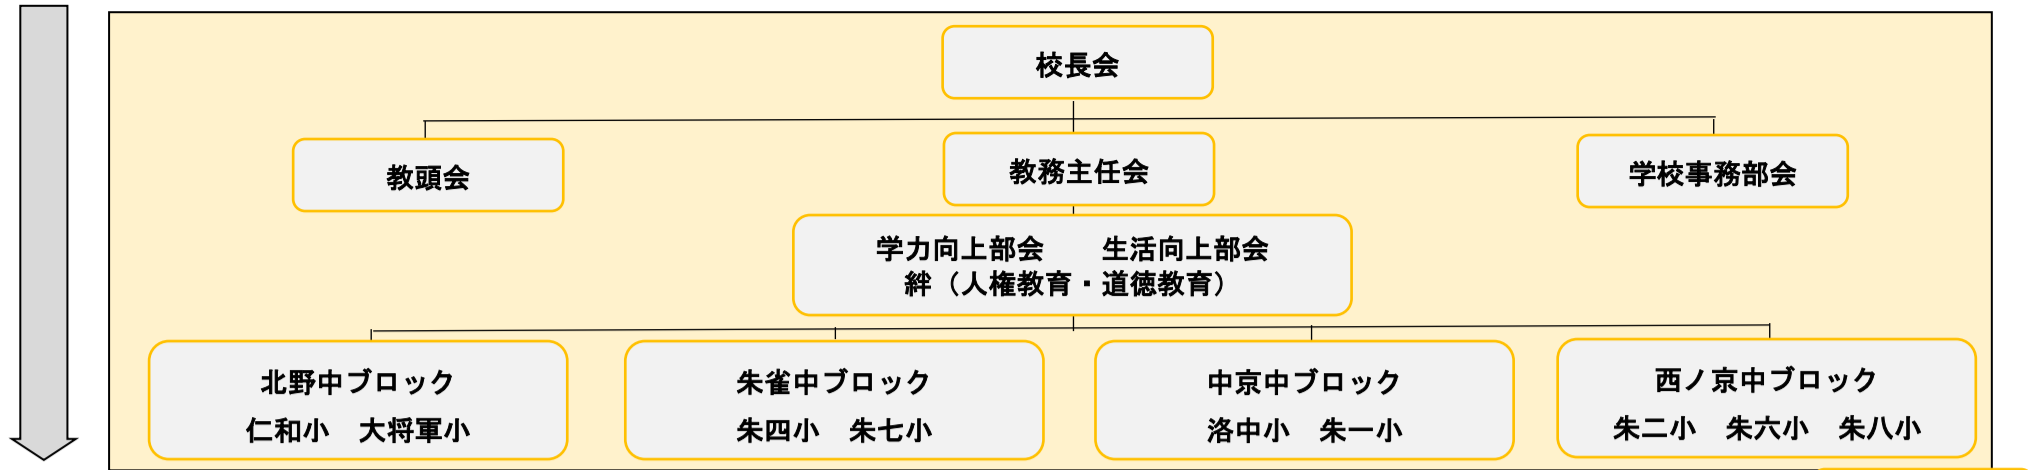 校長会
教頭会
教務主任会
学校事務部会
学力向上部会　　生活向上部会
絆（人権教育・道徳教育）
北野中ブロック
仁和小　大将軍小
朱雀中ブロック
朱四小　朱七小
中京中ブロック
洛中小　朱一小
西ノ京中ブロック
朱二小　朱六小　朱八小